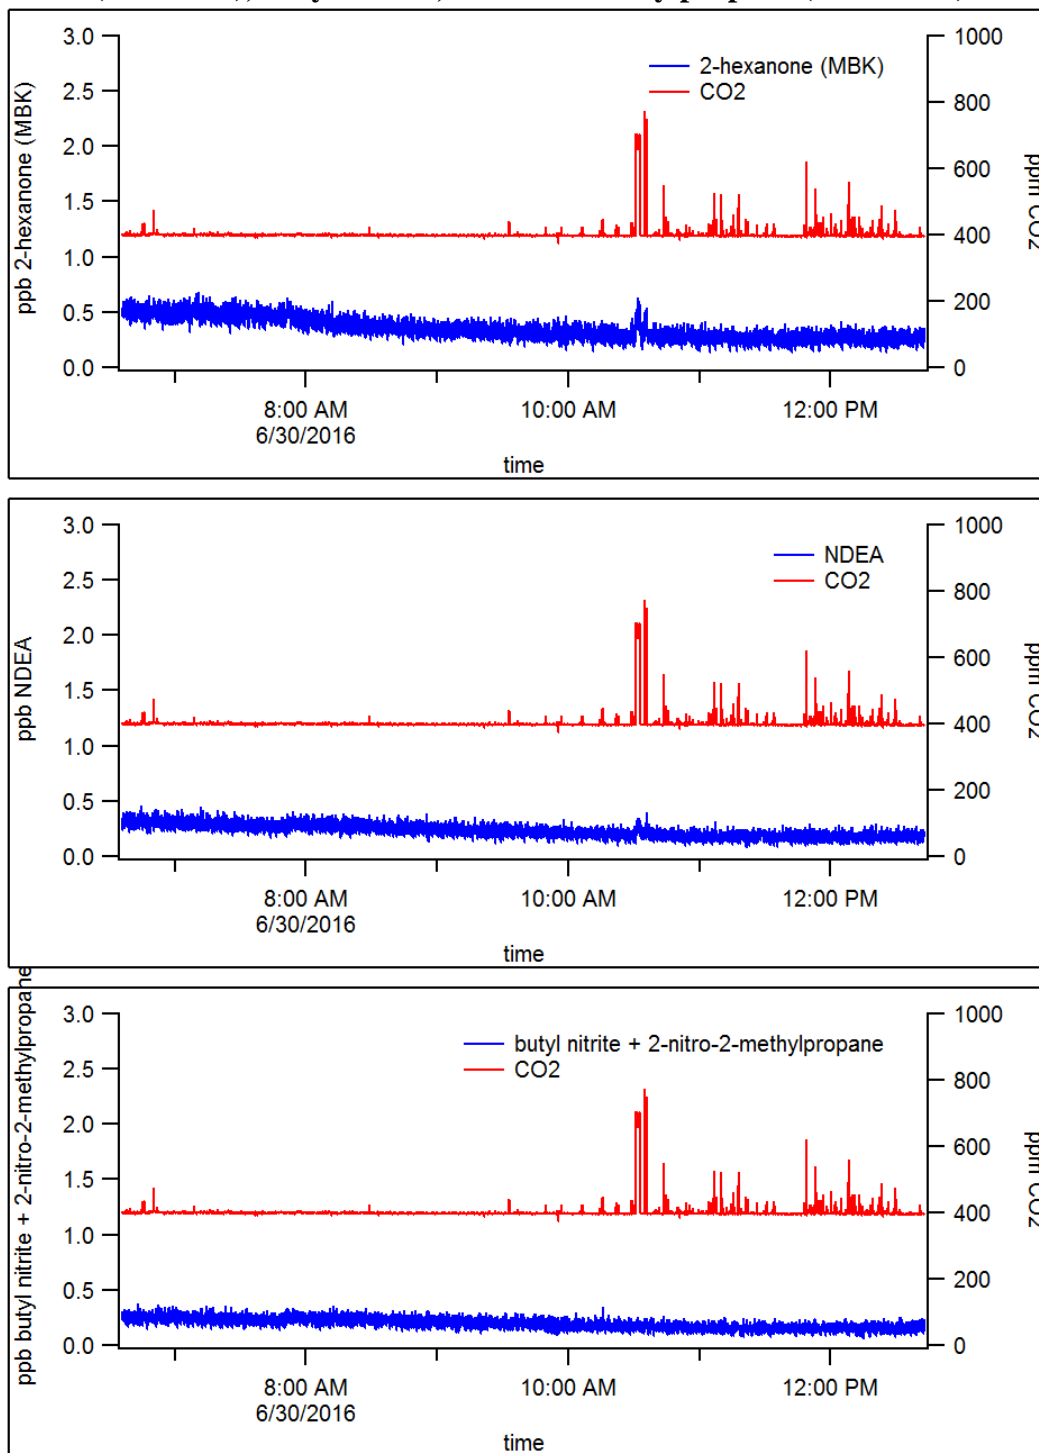 3.0
2.5
2.0
1.5
1.0
0.5
0.0
ppb 2-hexanone (MBK)
2-hexanone (MBK)
CO2
1000
800
600
400
200
0
ppm CO2
8:00 AM
6/30/2016
10:00 AM
12:00 PM
time
3.0
2.5
2.0
1.5
1.0
0.5
0.0
ppb NDEA
NDEA
CO2
1000
800
600
400
200
0
ppm CO2
8:00 AM
6/30/2016
10:00 AM
12:00 PM
time
3.0
2.5
2.0
1.5
1.0
0.5
0.0
ppb butyl nitrite + 2-nitro-2-methylpropane
butyl nitrite + 2-nitro-2-methylpropane
CO2
1000
800
600
400
200
0
ppm CO2
8:00 AM
6/30/2016
10:00 AM
12:00 PM
time